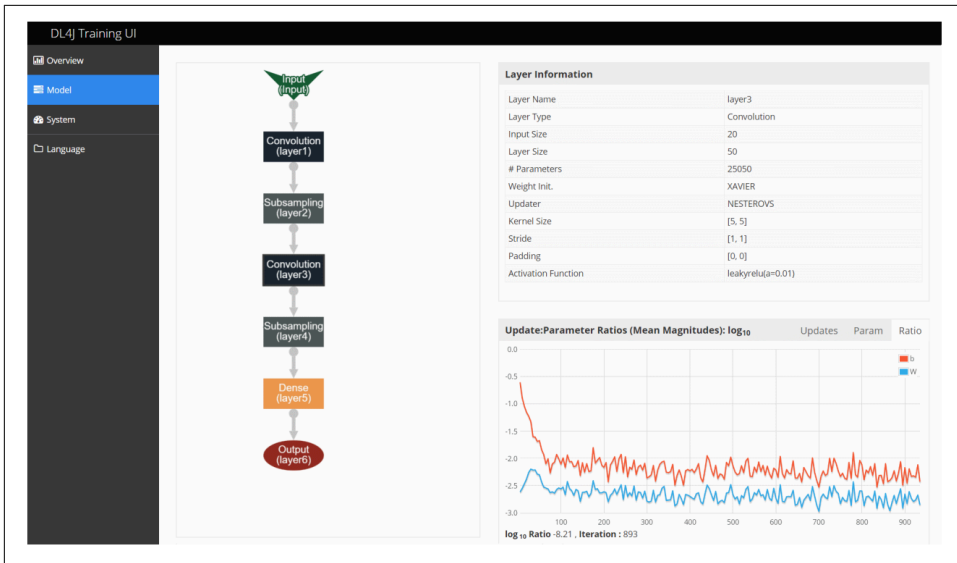 DL4J Training UI
Overview
Model
System
Language
Input
(Input)
Convolution
(layer1)
Subsampling
(layer2)
Convolution
(layer3)
Subsampling
(layer4)
Dense
(layer5)
Output
(layer6)
Layer Information
Layer Name layer3
Layer Type Convolution
Input Size 20
Layer Size 50
# Parameters 25050
Weight Init. XAVIER
Updater NESTEROVS
Kernel Size [5, 5]
Stride [1, 1]
Padding [0, 0]
Activation Function leakyrelu(a=0.01)
Update:Parameter Ratios (Mean Magnitudes): log10 Updates Param Ratio
0.0
-0.5
-1.0
-1.5
-2.0
-2.5
-3.0
b
W
100 200 300 400 500 600 700 800 900
log 10 Ratio -8.21 , Iteration : 893